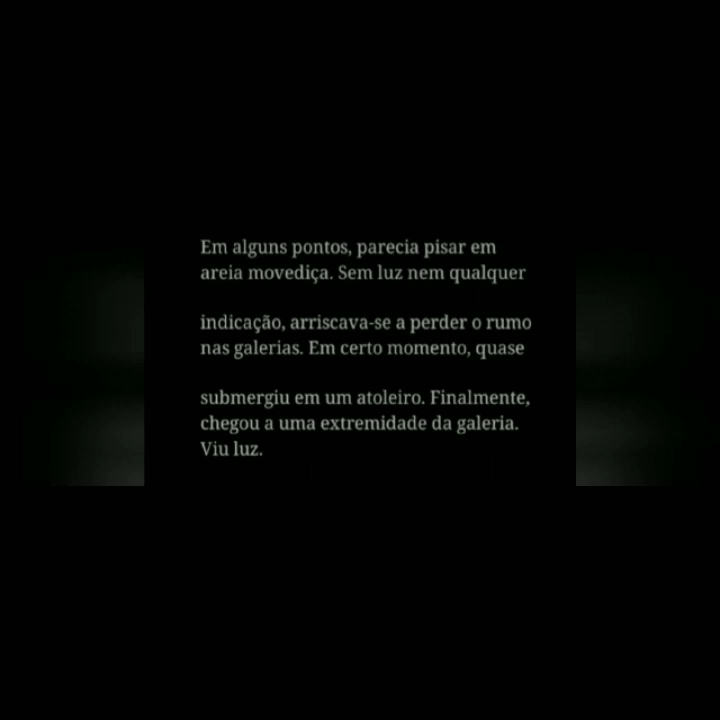 Em alguns pontos, parecia pisar em
areia movediça. Sem luz nem qualquer
indicação, arriscava-se a perder o rumo
nas galerias. Em certo momento, quase
submergiu em um atoleiro. Finalmente,
chegou a uma extremidade da galeria.
Viu luz.